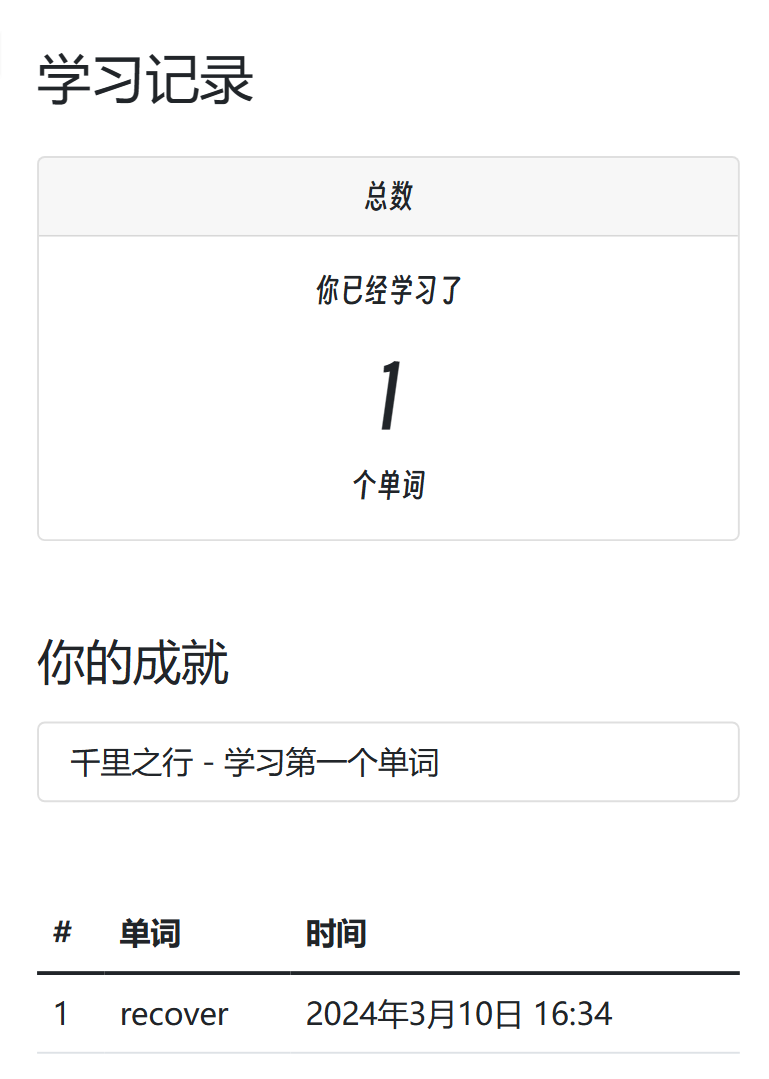 学习记录
总数
你已经学习了
1
个单词
你的成就
千里之行 - 学习第一个单词
# 单词 时间
1 recover 2024年3月10日 16:34